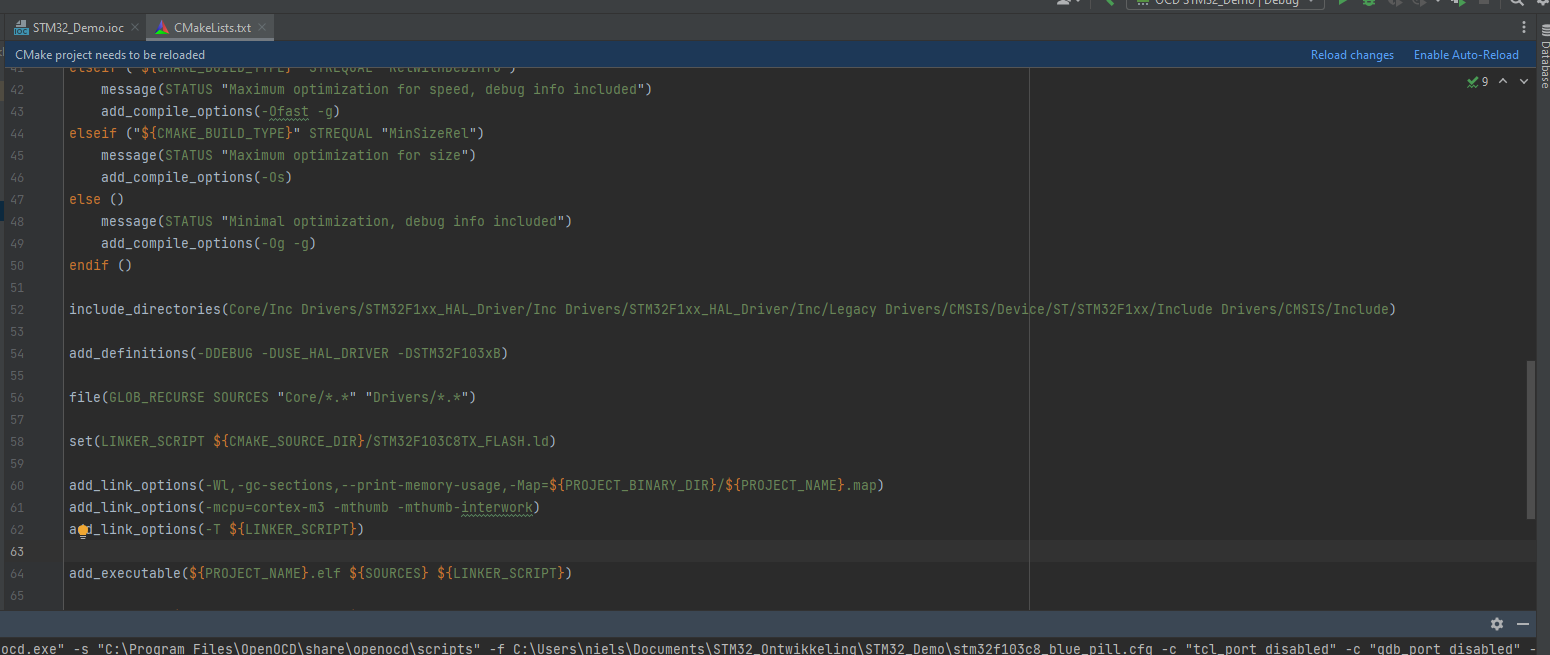 OCD STM32_Demo | Debug
STM32_Demo.ioc
CMakeLists.txt
CMake project needs to be reloaded
Reload changes
Enable Auto-Reload
Database
9
41 elseif ("${CMAKE_BUILD_TYPE}" STREQUAL "RelWithDebInfo")
42 message(STATUS "Maximum optimization for speed, debug info included")
43 add_compile_options(-Ofast -g)
44 elseif ("${CMAKE_BUILD_TYPE}" STREQUAL "MinSizeRel")
45 message(STATUS "Maximum optimization for size")
46 add_compile_options(-Os)
47 else ()
48 message(STATUS "Minimal optimization, debug info included")
49 add_compile_options(-Og -g)
50 endif ()
51
52 include_directories(Core/Inc Drivers/STM32F1xx_HAL_Driver/Inc Drivers/STM32F1xx_HAL_Driver/Inc/Legacy Drivers/CMSIS/Device/ST/STM32F1xx/Include Drivers/CMSIS/Include)
53
54 add_definitions(-DDEBUG -DUSE_HAL_DRIVER -DSTM32F103xB)
55
56 file(GLOB_RECURSE SOURCES "Core/*.*" "Drivers/*.*")
57
58 set(LINKER_SCRIPT ${CMAKE_SOURCE_DIR}/STM32F103C8TX_FLASH.ld)
59
60 add_link_options(-Wl,-gc-sections,--print-memory-usage,-Map=${PROJECT_BINARY_DIR}/${PROJECT_NAME}.map)
61 add_link_options(-mcpu=cortex-m3 -mthumb -mthumb-interwork)
62 add_link_options(-T ${LINKER_SCRIPT})
63
64 add_executable(${PROJECT_NAME}.elf ${SOURCES} ${LINKER_SCRIPT})
65
ocd.exe" -s "C:\Program Files\OpenOCD\share\openocd\scripts" -f C:\Users\niels\Documents\STM32_Ontwikkeling\STM32_Demo\stm32f103c8_blue_pill.cfg -c "tcl_port disabled" -c "gdb_port disabled" -